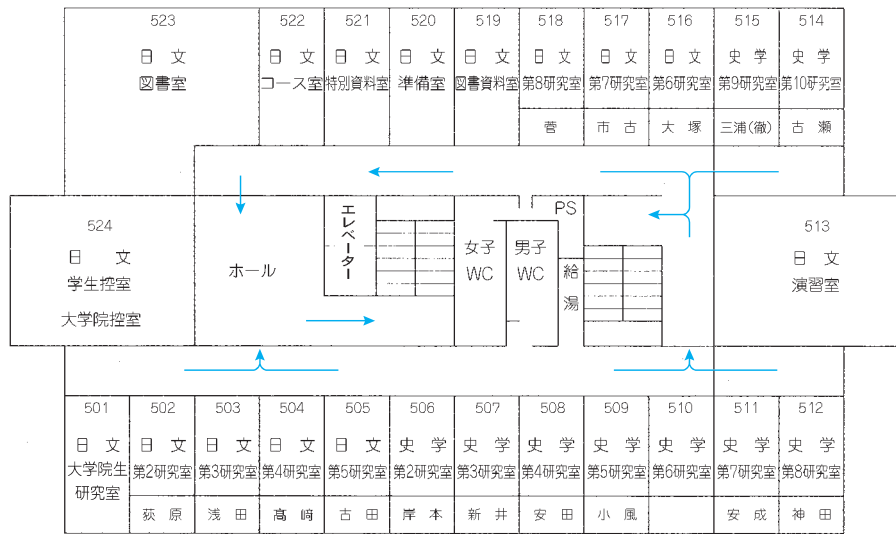 523
日 文
図書室
522
日 文
コース室
521
日 文
特別資料室
520
日 文
準備室
519
日 文
図書資料室
518
日 文
第8研究室
菅
517
日 文
第7研究室
市 古
516
日 文
第6研究室
大 塚
515
史 学
第9研究室
三浦(徹)
514
史 学
第10研究室
古 瀬
524
日 文
学生控室
大学院控室
ホール
エレベーター
女子
WC
男子
WC
PS
給湯
513
日 文
演習室
501
日 文
大学院生
研究室
502
日 文
第2研究室
荻 原
503
日 文
第3研究室
浅 田
504
日 文
第4研究室
高 﨑
505
日 文
第5研究室
古 田
506
史 学
第2研究室
岸 本
507
史 学
第3研究室
新 井
508
史 学
第4研究室
安 田
509
史 学
第5研究室
小 風
510
史 学
第6研究室
511
史 学
第7研究室
安 成
512
史 学
第8研究室
神 田